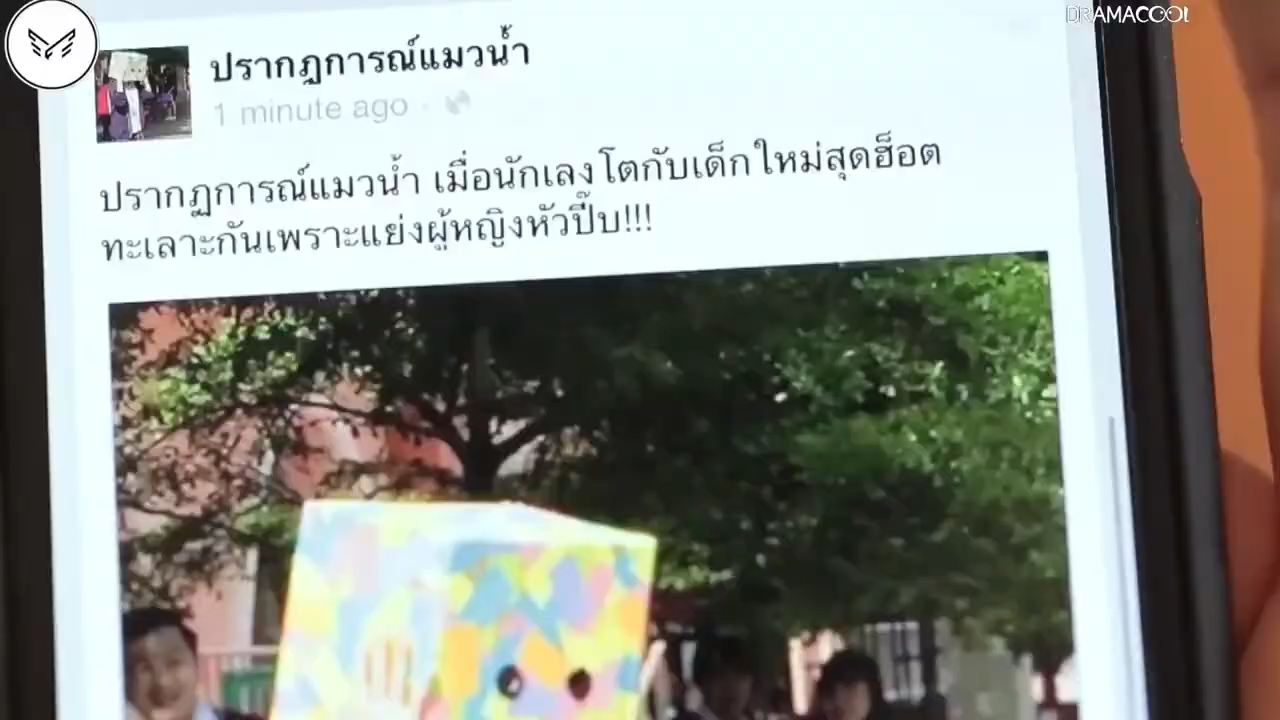 DRAMACOOL
ปรากฏการณ์แมวน้ำ
1 minute ago ·
ปรากฏการณ์แมวน้ำ เมื่อนักเลงโตกับเด็กใหม่สุดฮ็อต
ทะเลาะกันเพราะแย่งผู้หญิงหัวปี๊บ!!!